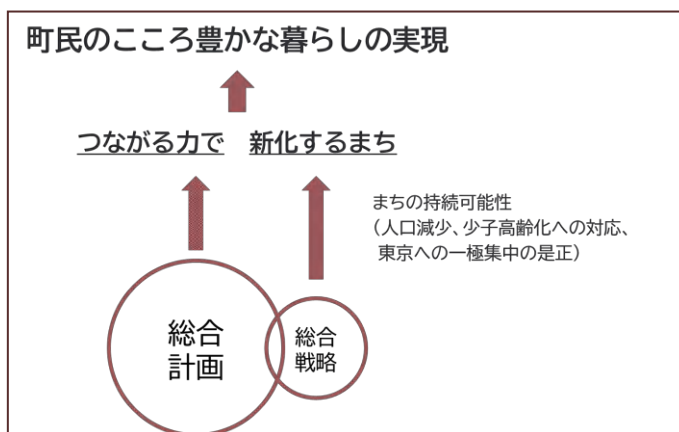 町民のこころ豊かな暮らしの実現
つながる力で 新化するまち
まちの持続可能性
（人口減少、少子高齢化への対応、
東京への一極集中の是正）
総合
計画
総合
戦略